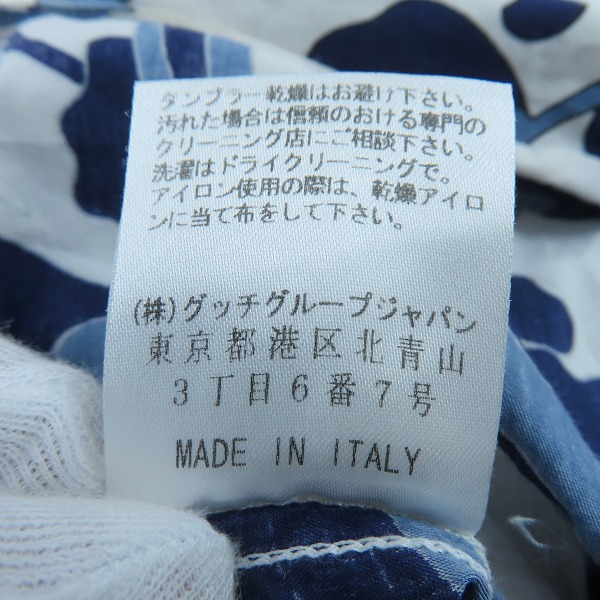 タンブラー乾燥はお避け下さい。
汚れた場合は信頼のおける専門の
クリーニング店にご相談下さい。
洗濯はドライクリーニングで。
アイロン使用の際は、乾燥アイロ
ンに当て布をして下さい。
(株)グッチグループジャパン
東京都港区北青山
3丁目6番7号
MADE IN ITALY